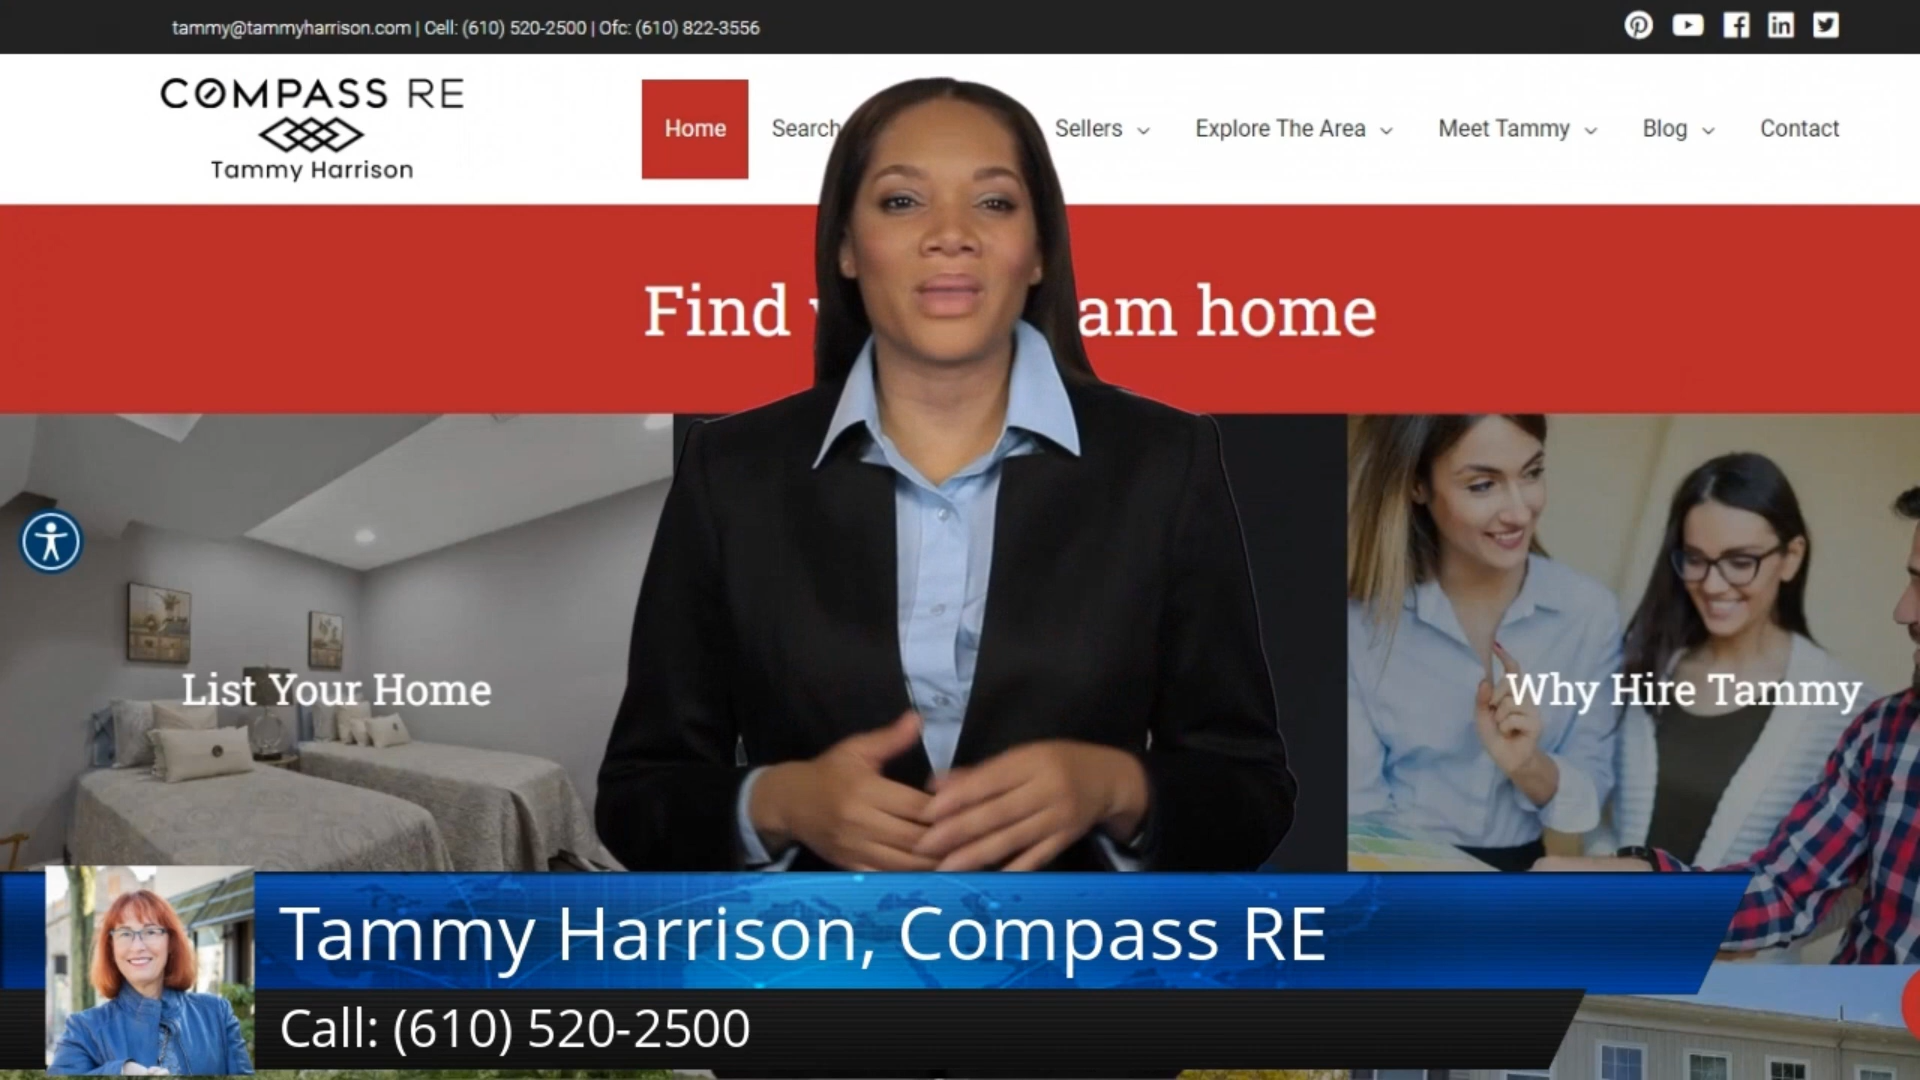 tammy@tammyharrison.com | Cell: (610) 520-2500 | Ofc: (610) 822-3556
COMPASS RE
Tammy Harrison
Home Search Sellers Explore The Area Meet Tammy Blog Contact
Find am home
List Your Home
Why Hire Tammy
Tammy Harrison, Compass RE
Call: (610) 520-2500